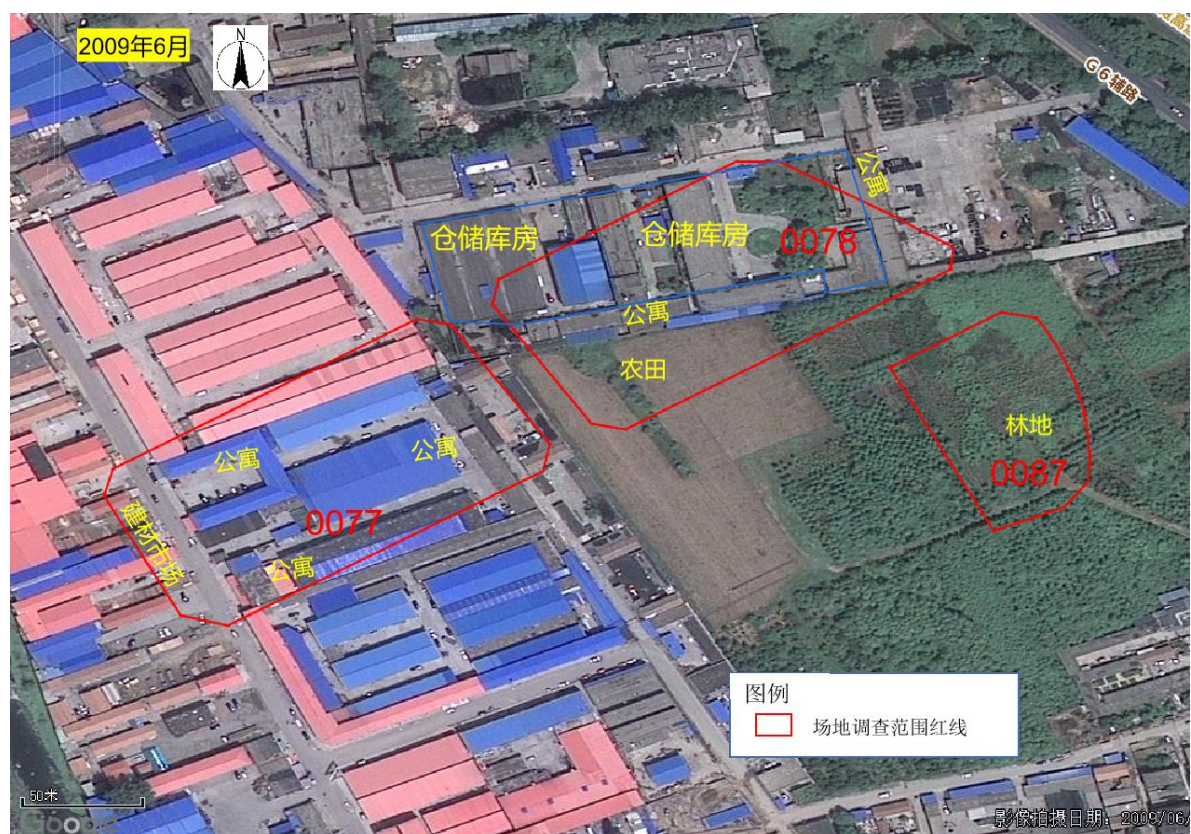 2009年6月
N
G6辅路
公寓
仓储库房
仓储库房
0078
公寓
农田
林地
0087
公寓
公寓
0077
建材市场
公寓
图例
场地调查范围红线
50米
Google
影像拍摄日期: 2009/06/